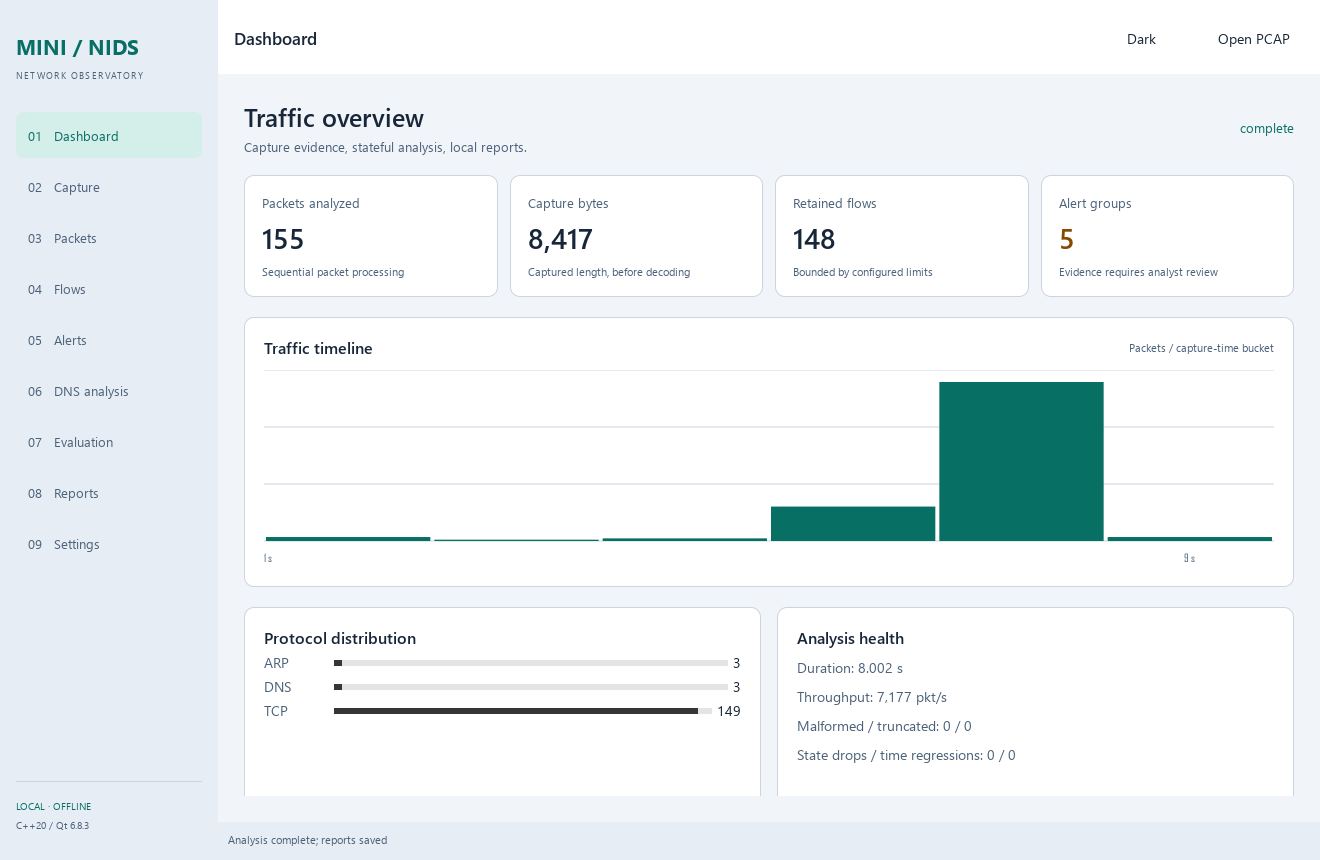 MINI / NIDS
NETWORK OBSERVATORY
01 Dashboard
02 Capture
03 Packets
04 Flows
05 Alerts
06 DNS analysis
07 Evaluation
08 Reports
09 Settings
LOCAL · OFFLINE
C++20 / Qt 6.8.3
Dashboard
Dark
Open PCAP
Traffic overview
Capture evidence, stateful analysis, local reports.
complete
Packets analyzed
155
Sequential packet processing
Capture bytes
8,417
Captured length, before decoding
Retained flows
148
Bounded by configured limits
Alert groups
5
Evidence requires analyst review
Traffic timeline
Packets / capture-time bucket
1s
9s
Protocol distribution
ARP 3
DNS 3
TCP 149
Analysis health
Duration: 8.002 s
Throughput: 7,177 pkt/s
Malformed / truncated: 0 / 0
State drops / time regressions: 0 / 0
Analysis complete; reports saved